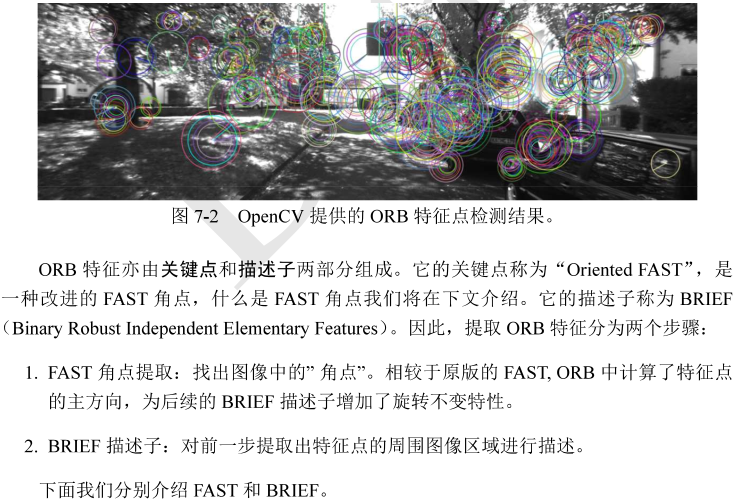 图 7-2 OpenCV 提供的 ORB 特征点检测结果。
ORB 特征亦由关键点和描述子两部分组成。它的关键点称为“Oriented FAST”，是
一种改进的 FAST 角点，什么是 FAST 角点我们将在下文介绍。它的描述子称为 BRIEF
（Binary Robust Independent Elementary Features）。因此，提取 ORB 特征分为两个步骤：
1. FAST 角点提取：找出图像中的” 角点”。相较于原版的 FAST, ORB 中计算了特征点
的主方向，为后续的 BRIEF 描述子增加了旋转不变特性。
2. BRIEF 描述子：对前一步提取出特征点的周围图像区域进行描述。
下面我们分别介绍 FAST 和 BRIEF。